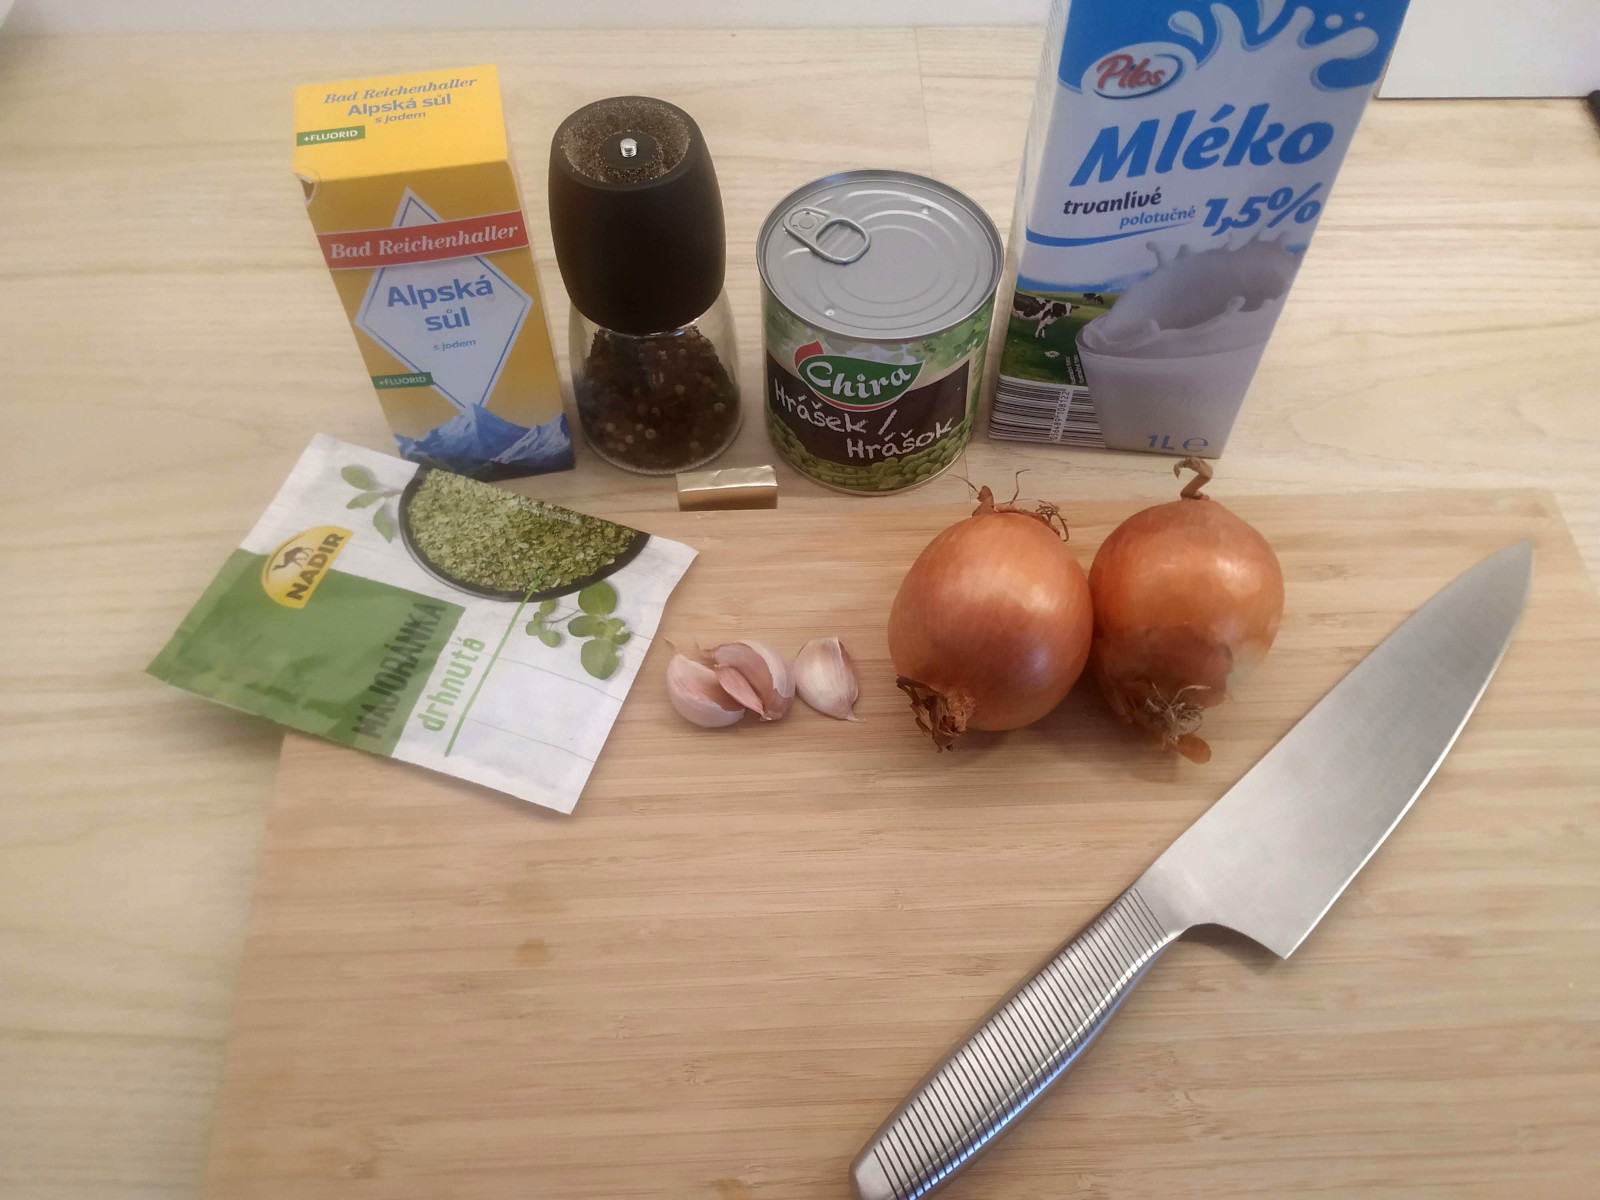 Bad Reichenhaller
Alpská sůl
s jodem
+FLUORID
Bad Reichenhaller
Alpská
sůl
s jodem
+FLUORID
Chira
Hrášek /
Hrášok
Pilos
Mléko
trvanlivé
polotučné 1,5%
1L e
NADIR
MAJORÁNKA
drhnutá